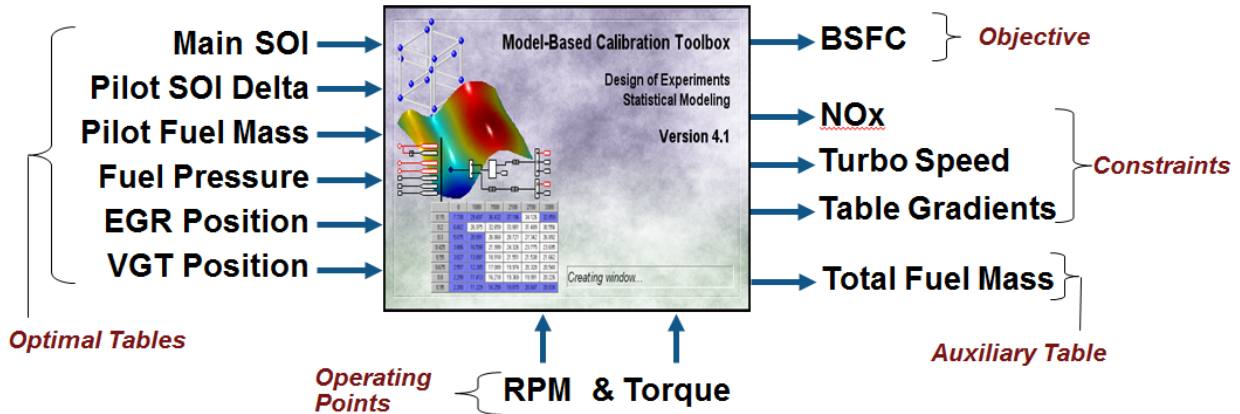 Main SOI
Pilot SOI Delta
Pilot Fuel Mass
Fuel Pressure
EGR Position
VGT Position
Optimal Tables
Model-Based Calibration Toolbox
Design of Experiments
Statistical Modeling
Version 4.1
Creating window...
BSFC
Objective
NOx
Turbo Speed
Table Gradients
Constraints
Total Fuel Mass
Auxiliary Table
Operating
Points
RPM & Torque